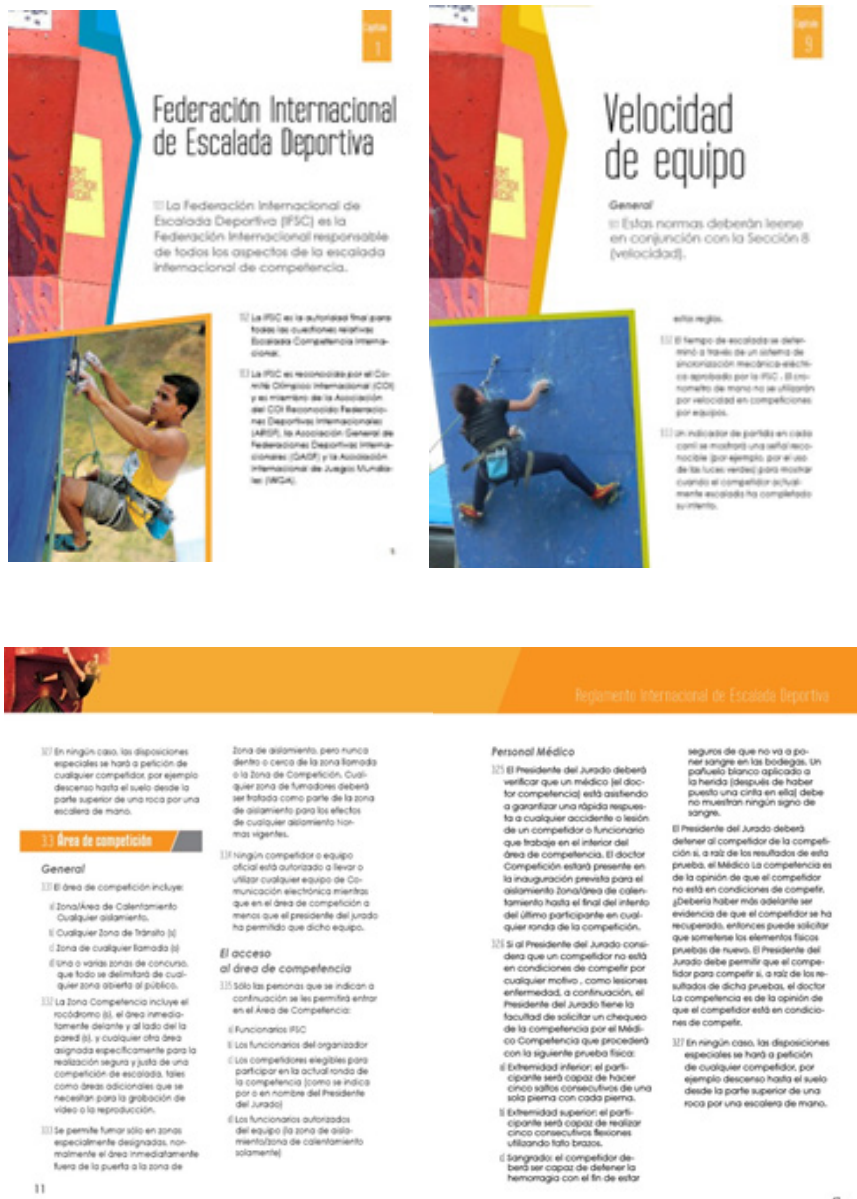 Capítulo
1
Federación Internacional
de Escalada Deportiva
La Federación Internacional de
Escalada Deportiva (IFSC) es la
Federación Internacional responsable
de todos los aspectos de la escalada
internacional de competencia.
La IFSC es la autoridad final para
todas las cuestiones relativas
Escalada Competencia Interna-
cional.
La IFSC es reconocida por el Co-
mité Olímpico Internacional (COI)
y es miembro de la Asociación
del COI Reconocido Federacio-
nes Deportivas Internacionales
(ARISF), la Asociación General de
Federaciones Deportivas Interna-
cionales (GAISF) y la Asociación
Internacional de Juegos Mundia-
les (IWGA).
Capítulo
9
Velocidad
de equipo
General
Estas normas deberán leerse
en conjunción con la Sección 8
(velocidad).
estas reglas.
El tiempo de escalada se deter-
minó a través de un sistema de
sincronización mecánica-eléctri-
ca aprobado por la IFSC . El cro-
nometro de mano no se utilizarán
por velocidad en competiciones
por equipos.
Un indicador de partida en cada
carril se mostrará una señal reco-
nocible (por ejemplo, por el uso
de las luces verdes) para mostrar
cuando el competidor actual-
mente escalada ha completado
su intento.
Reglamento Internacional de Escalada Deportiva
3.2.7 En ningún caso, las disposiciones
especiales se hará a petición de
cualquier competidor, por ejemplo
descenso hasta el suelo desde la
parte superior de una roca por una
escalera de mano.
3.3 Área de competición
General
3.3.1 El área de competición incluye:
a) Zona/Área de Calentamiento
Cualquier aislamiento.
b) Cualquier Zona de Tránsito (s)
c) Zona de cualquier llamada (s)
d) Una o varias zonas de concurso,
que todo se delimitará de cual-
quier zona abierta al público.
3.3.2 La Zona Competencia incluye el
rocódromo (s), el área inmedia-
tamente delante y al lado del la
pared (s), y cualquier otra área
asignada específicamente para la
realización segura y justa de una
competición de escalada, tales
como áreas adicionales que se
necesitan para la grabación de
vídeo o la reproducción.
3.3.3 Se permite fumar sólo en zonas
especialmente designadas, nor-
malmente el área inmediatamente
fuera de la puerta a la zona de
11
Zona de aislamiento, pero nunca
dentro o cerca de la zona llamada
o la Zona de Competición. Cual-
quier zona de fumadores deberá
ser tratada como parte de la zona
de aislamiento para los efectos
de cualquier aislamiento Nor-
mas vigentes.
3.3.4 Ningún competidor o equipo
oficial está autorizado a llevar o
utilizar cualquier equipo de Co-
municación electrónica mientras
que en el área de competición a
menos que el presidente del jurado
ha permitido que dicho equipo.
El acceso
al área de competencia
3.3.5 Sólo las personas que se indican a
continuación se les permitirá entrar
en el Área de Competencia:
a) Funcionarios IFSC
b) Los funcionarios del organizador
c) Los competidores elegibles para
participar en la actual ronda de
la competencia (como se indica
por o en nombre del Presidente
del Jurado)
d) Los funcionarios autorizados
del equipo (la zona de aisla-
miento/zona de calentamiento
solamente)
Personal Médico
3.2.5 El Presidente del Jurado deberá
verificar que un médico (el doc-
tor competencia) está asistiendo
a garantizar una rápida respues-
ta a cualquier accidente o lesión
de un competidor o funcionario
que trabaje en el interior del
área de competencia. El doctor
Competición estará presente en
la inauguración prevista para el
aislamiento Zona/área de calen-
tamiento hasta el final del intento
del último participante en cual-
quier ronda de la competición.
3.2.6 Si al Presidente del Jurado consi-
dera que un competidor no está
en condiciones de competir por
cualquier motivo , como lesiones
enfermedad, a continuación, el
Presidente del Jurado tiene la
facultad de solicitar un chequeo
de la competencia por el Médi-
co Competencia que procederá
con la siguiente prueba física:
a) Extremidad inferior: el parti-
cipante será capaz de hacer
cinco saltos consecutivos de una
sola pierna con cada pierna.
b) Extremidad superior: el parti-
cipante será capaz de realizar
cinco consecutivos flexiones
utilizando tato brazos.
c) Sangrado: el competidor de-
berá ser capaz de detener la
hemorragia con el fin de estar
seguros de que no va a po-
ner sangre en las bodegas. Un
pañuelo blanco aplicado a
la herida (después de haber
puesto una cinta en ella) debe
no muestran ningún signo de
sangre.
El Presidente del Jurado deberá
detener al competidor de la competi-
ción si, a raíz de los resultados de esta
prueba, el Médico La competencia es
de la opinión de que el competidor
no está en condiciones de competir.
¿Debería haber más adelante ser
evidencia de que el competidor se ha
recuperado, entonces puede solicitar
que someterse los elementos físicos
pruebas de nuevo. El Presidente del
Jurado debe permitir que el compe-
tidor para competir si, a raíz de los re-
sultados de dicha pruebas, el doctor
La competencia es de la opinión de
que el competidor está en condicio-
nes de competir.
3.2.7 En ningún caso, las disposiciones
especiales se hará a petición
de cualquier competidor, por
ejemplo descenso hasta el suelo
desde la parte superior de una
roca por una escalera de mano.